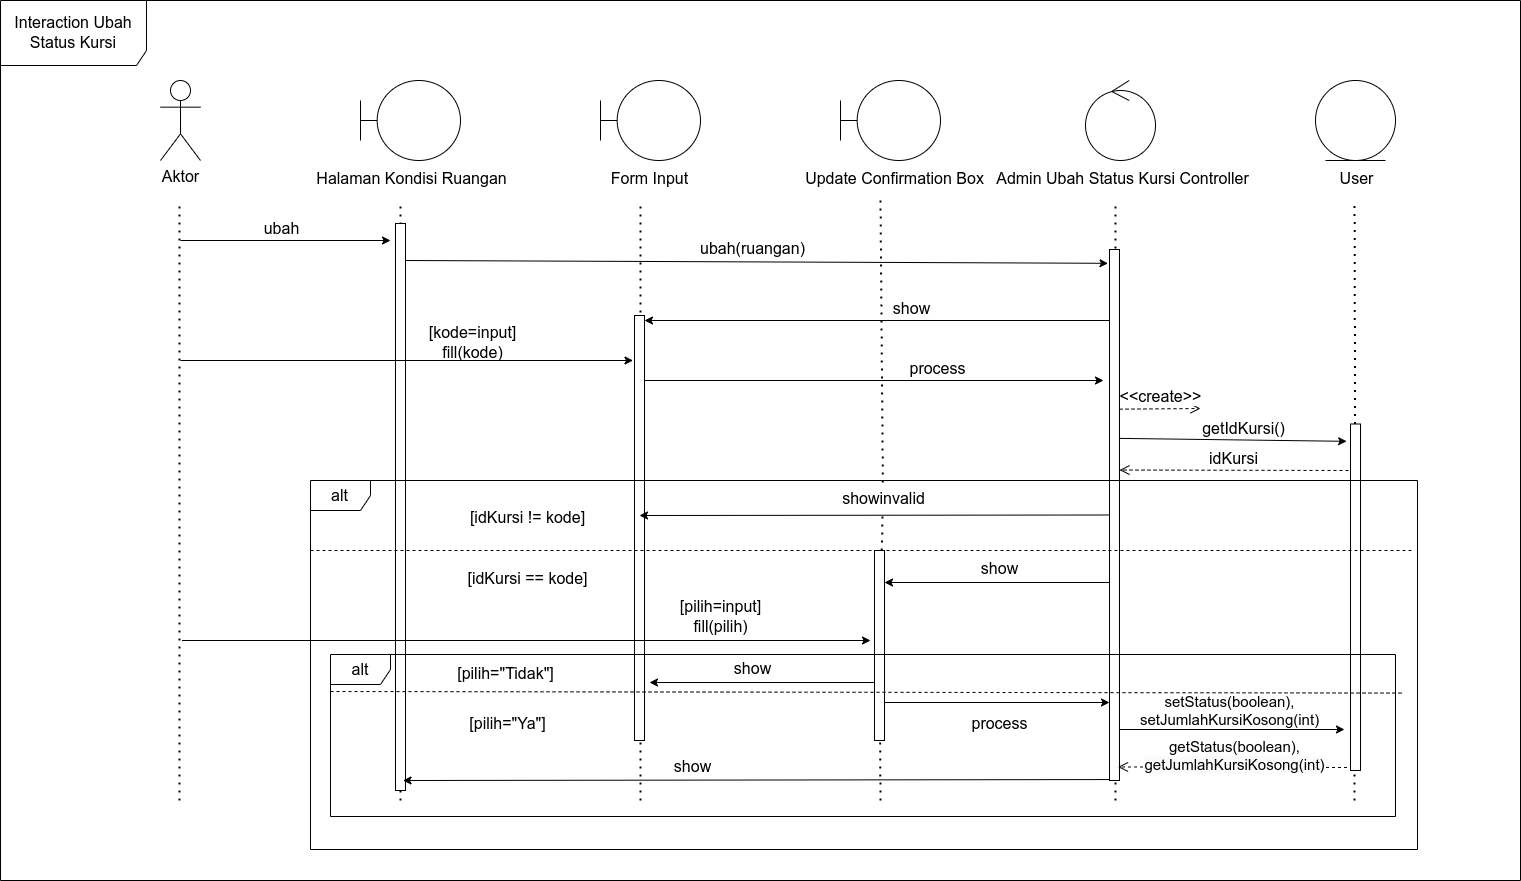 Interaction Ubah
Status Kursi
Aktor
Halaman Kondisi Ruangan
Form Input
Update Confirmation Box
Admin Ubah Status Kursi Controller
User
ubah
ubah(ruangan)
show
[kode=input]
fill(kode)
process
<<create>>
getIdKursi()
idKursi
alt
showinvalid
[idKursi != kode]
show
[idKursi == kode]
[pilih=input]
fill(pilih)
alt
[pilih="Tidak"]
show
setStatus(boolean),
setJumlahKursiKosong(int)
[pilih="Ya"]
process
getStatus(boolean),
getJumlahKursiKosong(int)
show